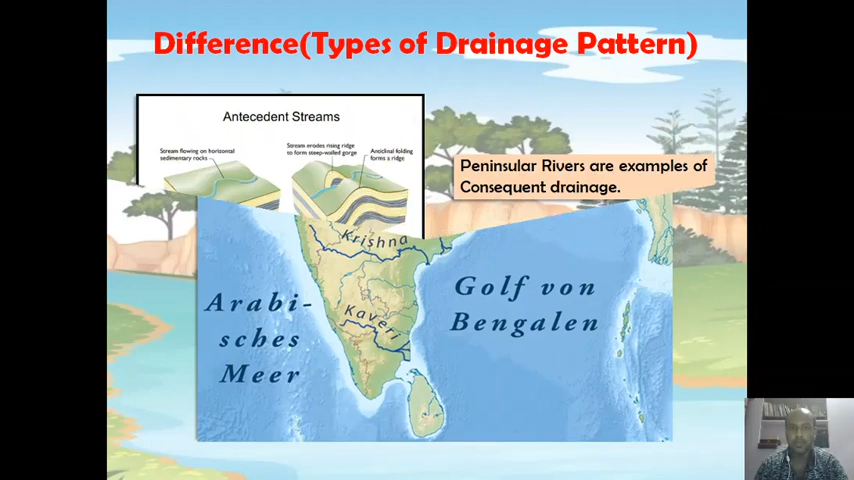 Difference(Types of Drainage Pattern)
Antecedent Streams
Stream flowing on horizontal
sedimentary rocks
Stream erodes rising ridge
to form steep-walled gorge
Anticlinal folding
forms a ridge
Peninsular Rivers are examples of
Consequent drainage.
Krishna
Kaveri
Arabi-
sches
Meer
Golf von
Bengalen